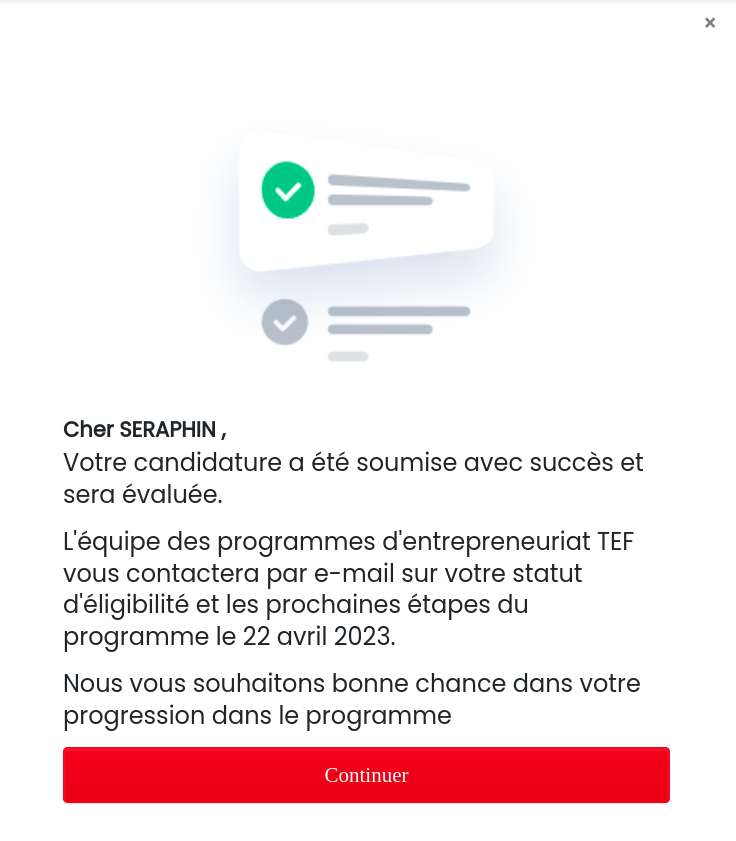 Cher SERAPHIN ,
Votre candidature a été soumise avec succès et
sera évaluée.
L'équipe des programmes d'entrepreneuriat TEF
vous contactera par e-mail sur votre statut
d'éligibilité et les prochaines étapes du
programme le 22 avril 2023.
Nous vous souhaitons bonne chance dans votre
progression dans le programme
Continuer